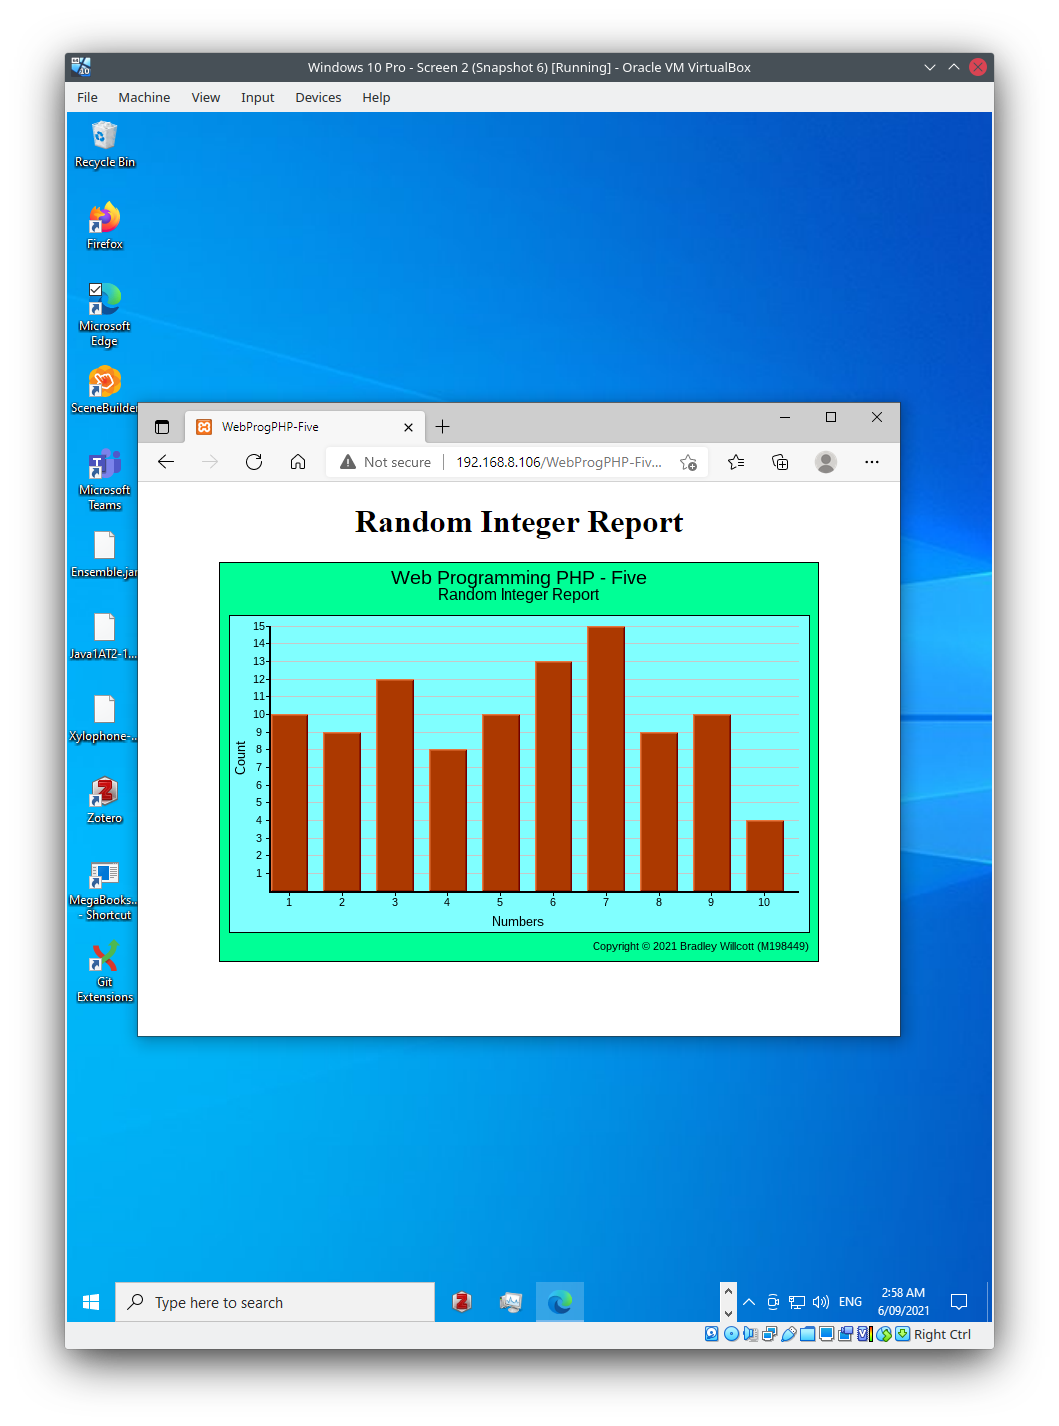 Windows 10 Pro - Screen 2 (Snapshot 6) [Running] - Oracle VM VirtualBox
File Machine View Input Devices Help
Recycle Bin
Firefox
Microsoft
Edge
SceneBuilder
Microsoft
Teams
Ensemble.jar
Java1AT2-1...
Xylophone-...
Zotero
MegaBooks...
- Shortcut
Git
Extensions
WebProgPHP-Five
Not secure 192.168.8.106/WebProgPHP-Fiv...
Random Integer Report
Web Programming PHP - Five
Random Integer Report
15
14
13
12
11
10
9
8
7
6
5
4
3
2
1
Count
1 2 3 4 5 6 7 8 9 10
Numbers
Copyright © 2021 Bradley Willcott (M198449)
Type here to search
ENG
2:58 AM
6/09/2021
Right Ctrl